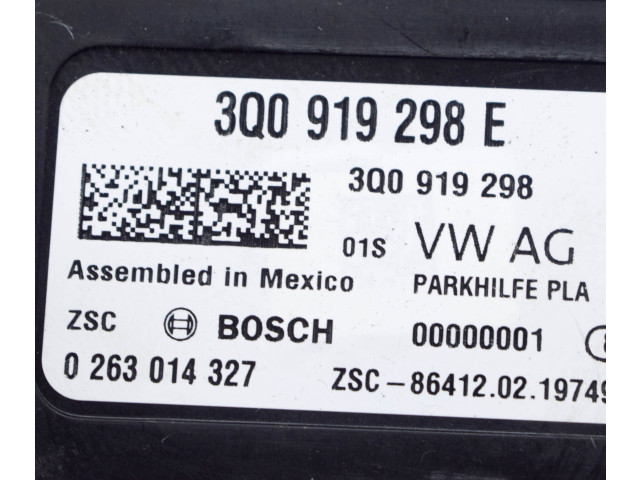 3Q0 919 298 E
3Q0 919 298
01S VW AG
Assembled in Mexico PARKHILFE PLA
ZSC BOSCH 00000001
0 263 014 327 ZSC-86412.02.19749